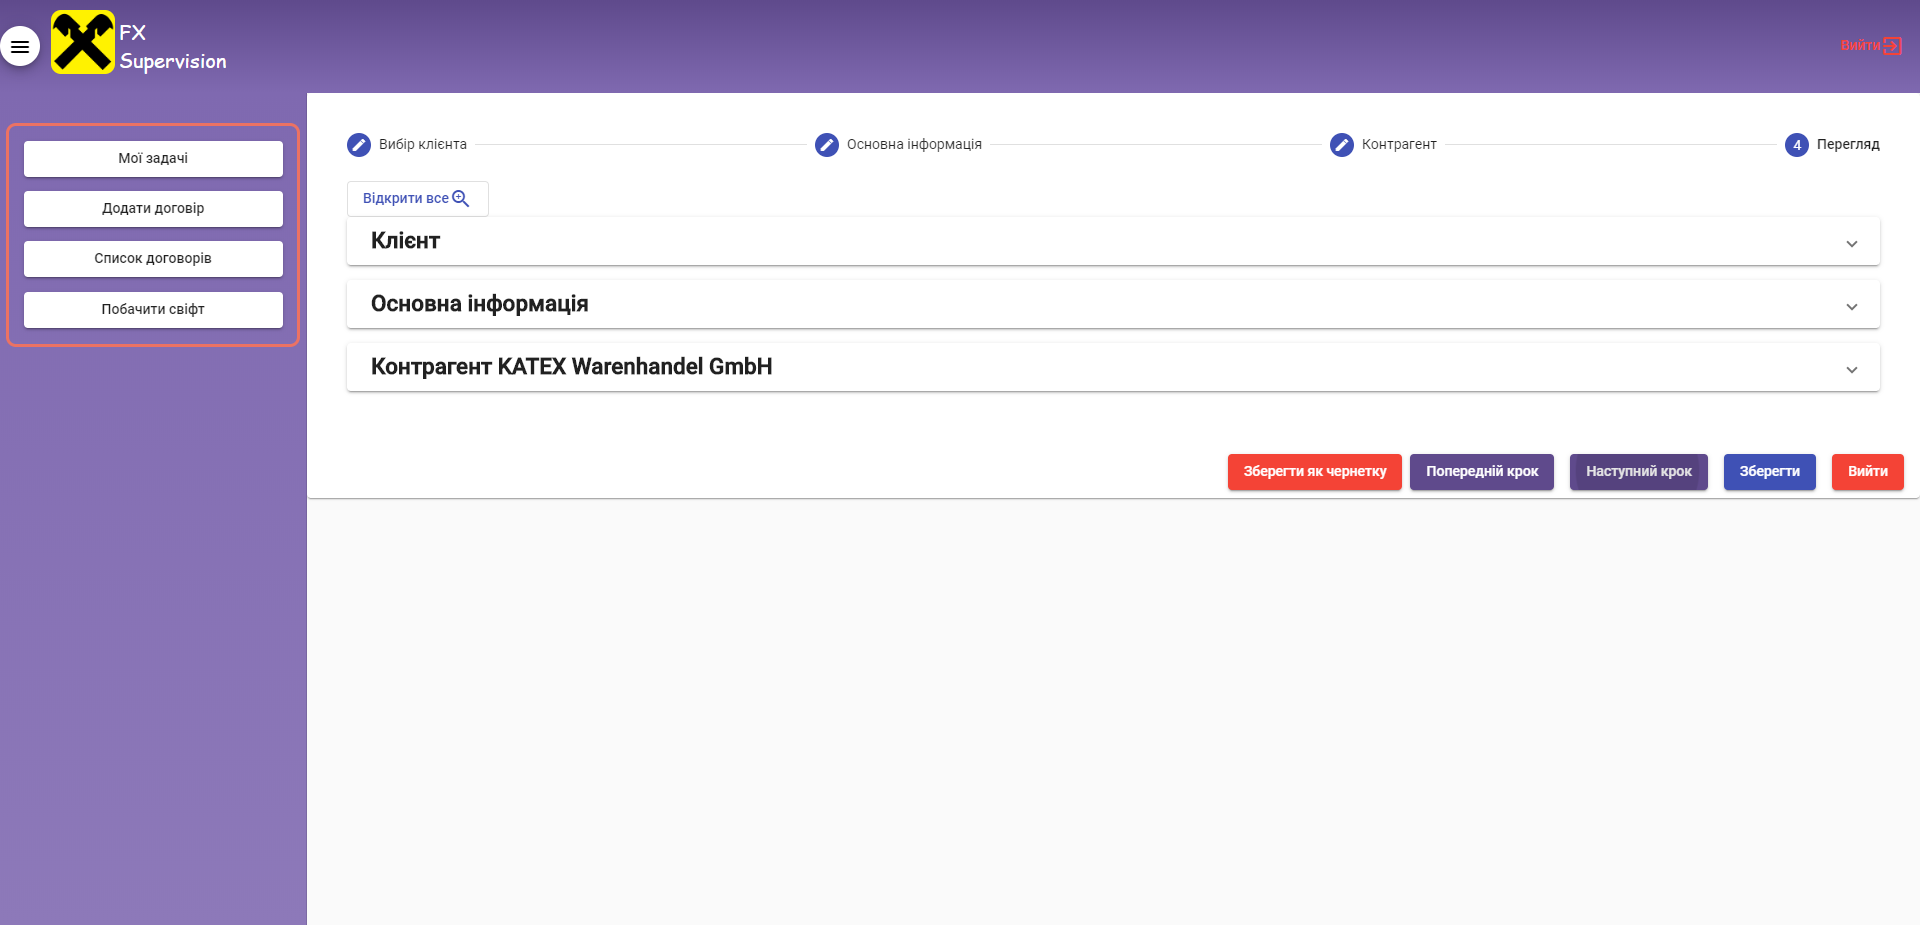 FX
Supervision
Вийти
Мої задачі
Додати договір
Список договорів
Побачити свіфт
Вибір клієнта
Основна інформація
Контрагент
4 Перегляд
Відкрити все
Клієнт
Основна інформація
Контрагент KATEX Warenhandel GmbH
Зберегти як чернетку
Попередній крок
Наступний крок
Зберегти
Вийти